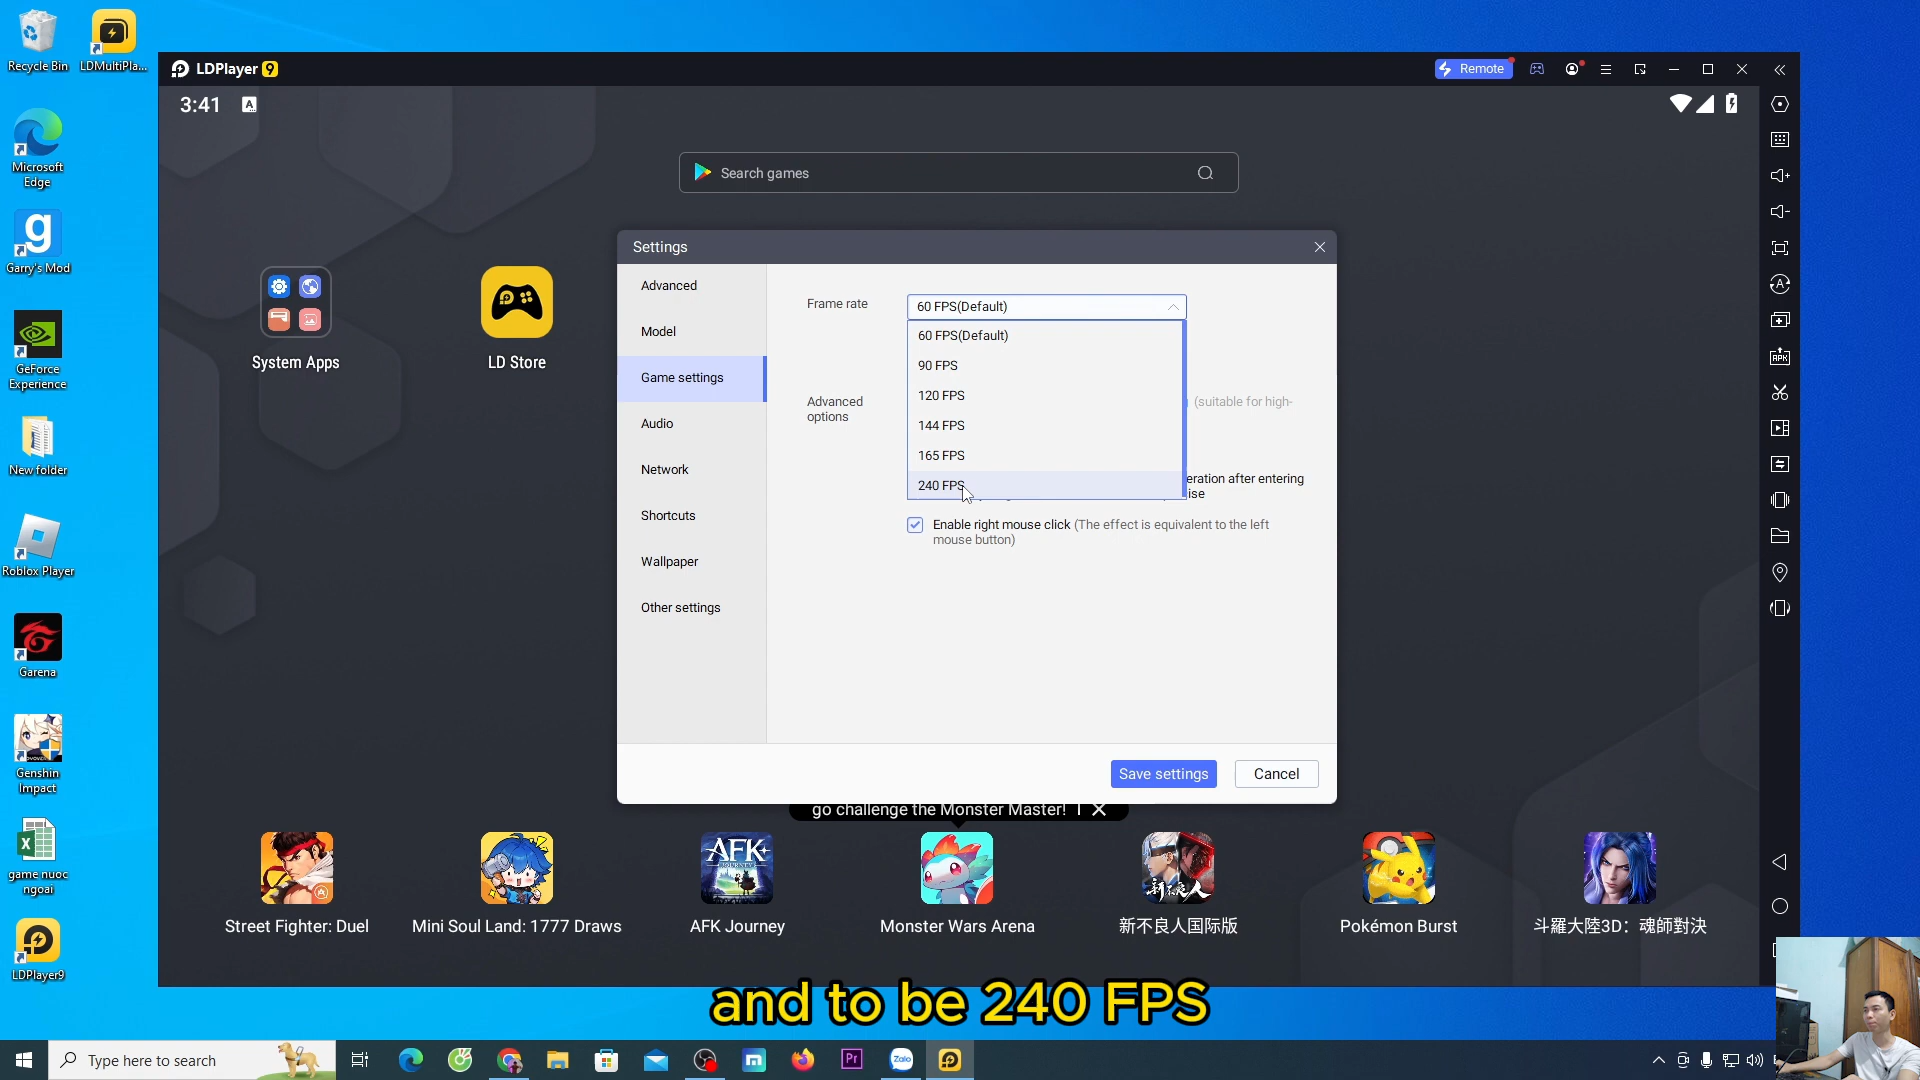 Recycle Bin
LDMultiPla...
Microsoft
Edge
Garry's Mod
GeForce
Experience
New folder
Roblox Player
Garena
Genshin
Impact
game nuoc
ngoai
LDPlayer9
LDPlayer 9
Remote
3:41
A
Search games
System Apps
LD Store
Settings
Advanced
Model
Game settings
Audio
Network
Shortcuts
Wallpaper
Other settings
Frame rate
60 FPS(Default)
60 FPS(Default)
90 FPS
120 FPS
144 FPS
165 FPS
240 FPS
Advanced
options
(suitable for high-
eration after entering
ise
Enable right mouse click (The effect is equivalent to the left
mouse button)
Save settings
Cancel
go challenge the Monster Master!
AFK
JOURNEY
Street Fighter: Duel
Mini Soul Land: 1777 Draws
AFK Journey
Monster Wars Arena
新不良人国际版
Pokémon Burst
斗羅大陸3D：魂師對決
APK
and to be 240 FPS
Type here to search
Pr
Zalo